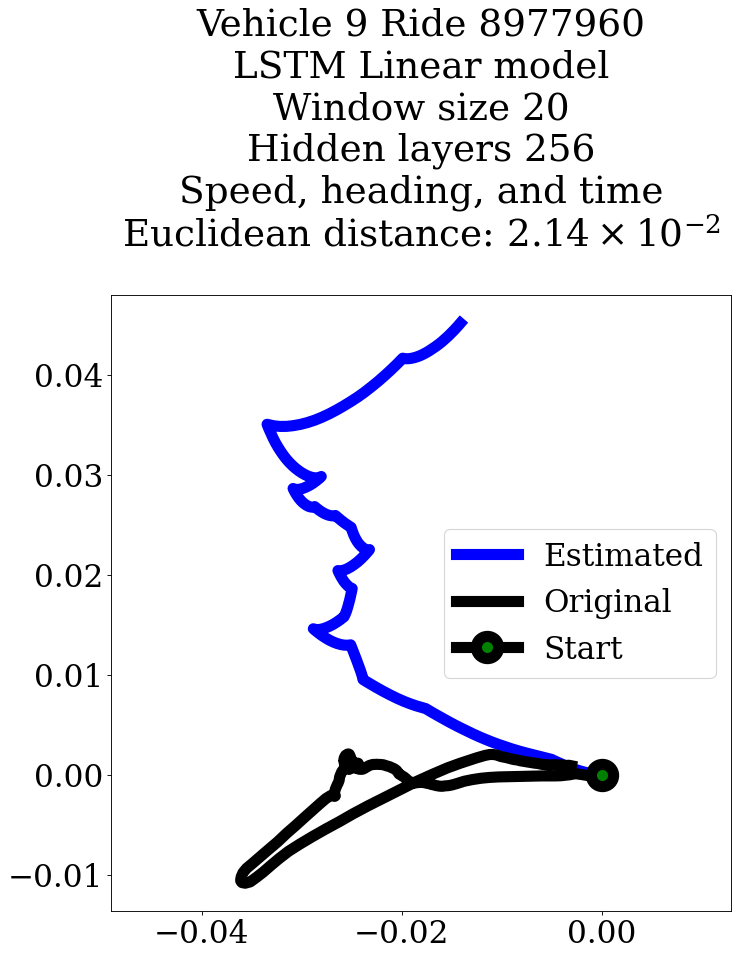 Vehicle 9 Ride 8977960
LSTM Linear model
Window size 20
Hidden layers 256
Speed, heading, and time
Euclidean distance: 2.14 × 10⁻²
0.04
0.03
0.02
0.01
0.00
−0.01
Estimated
Original
Start
−0.04
−0.02
0.00